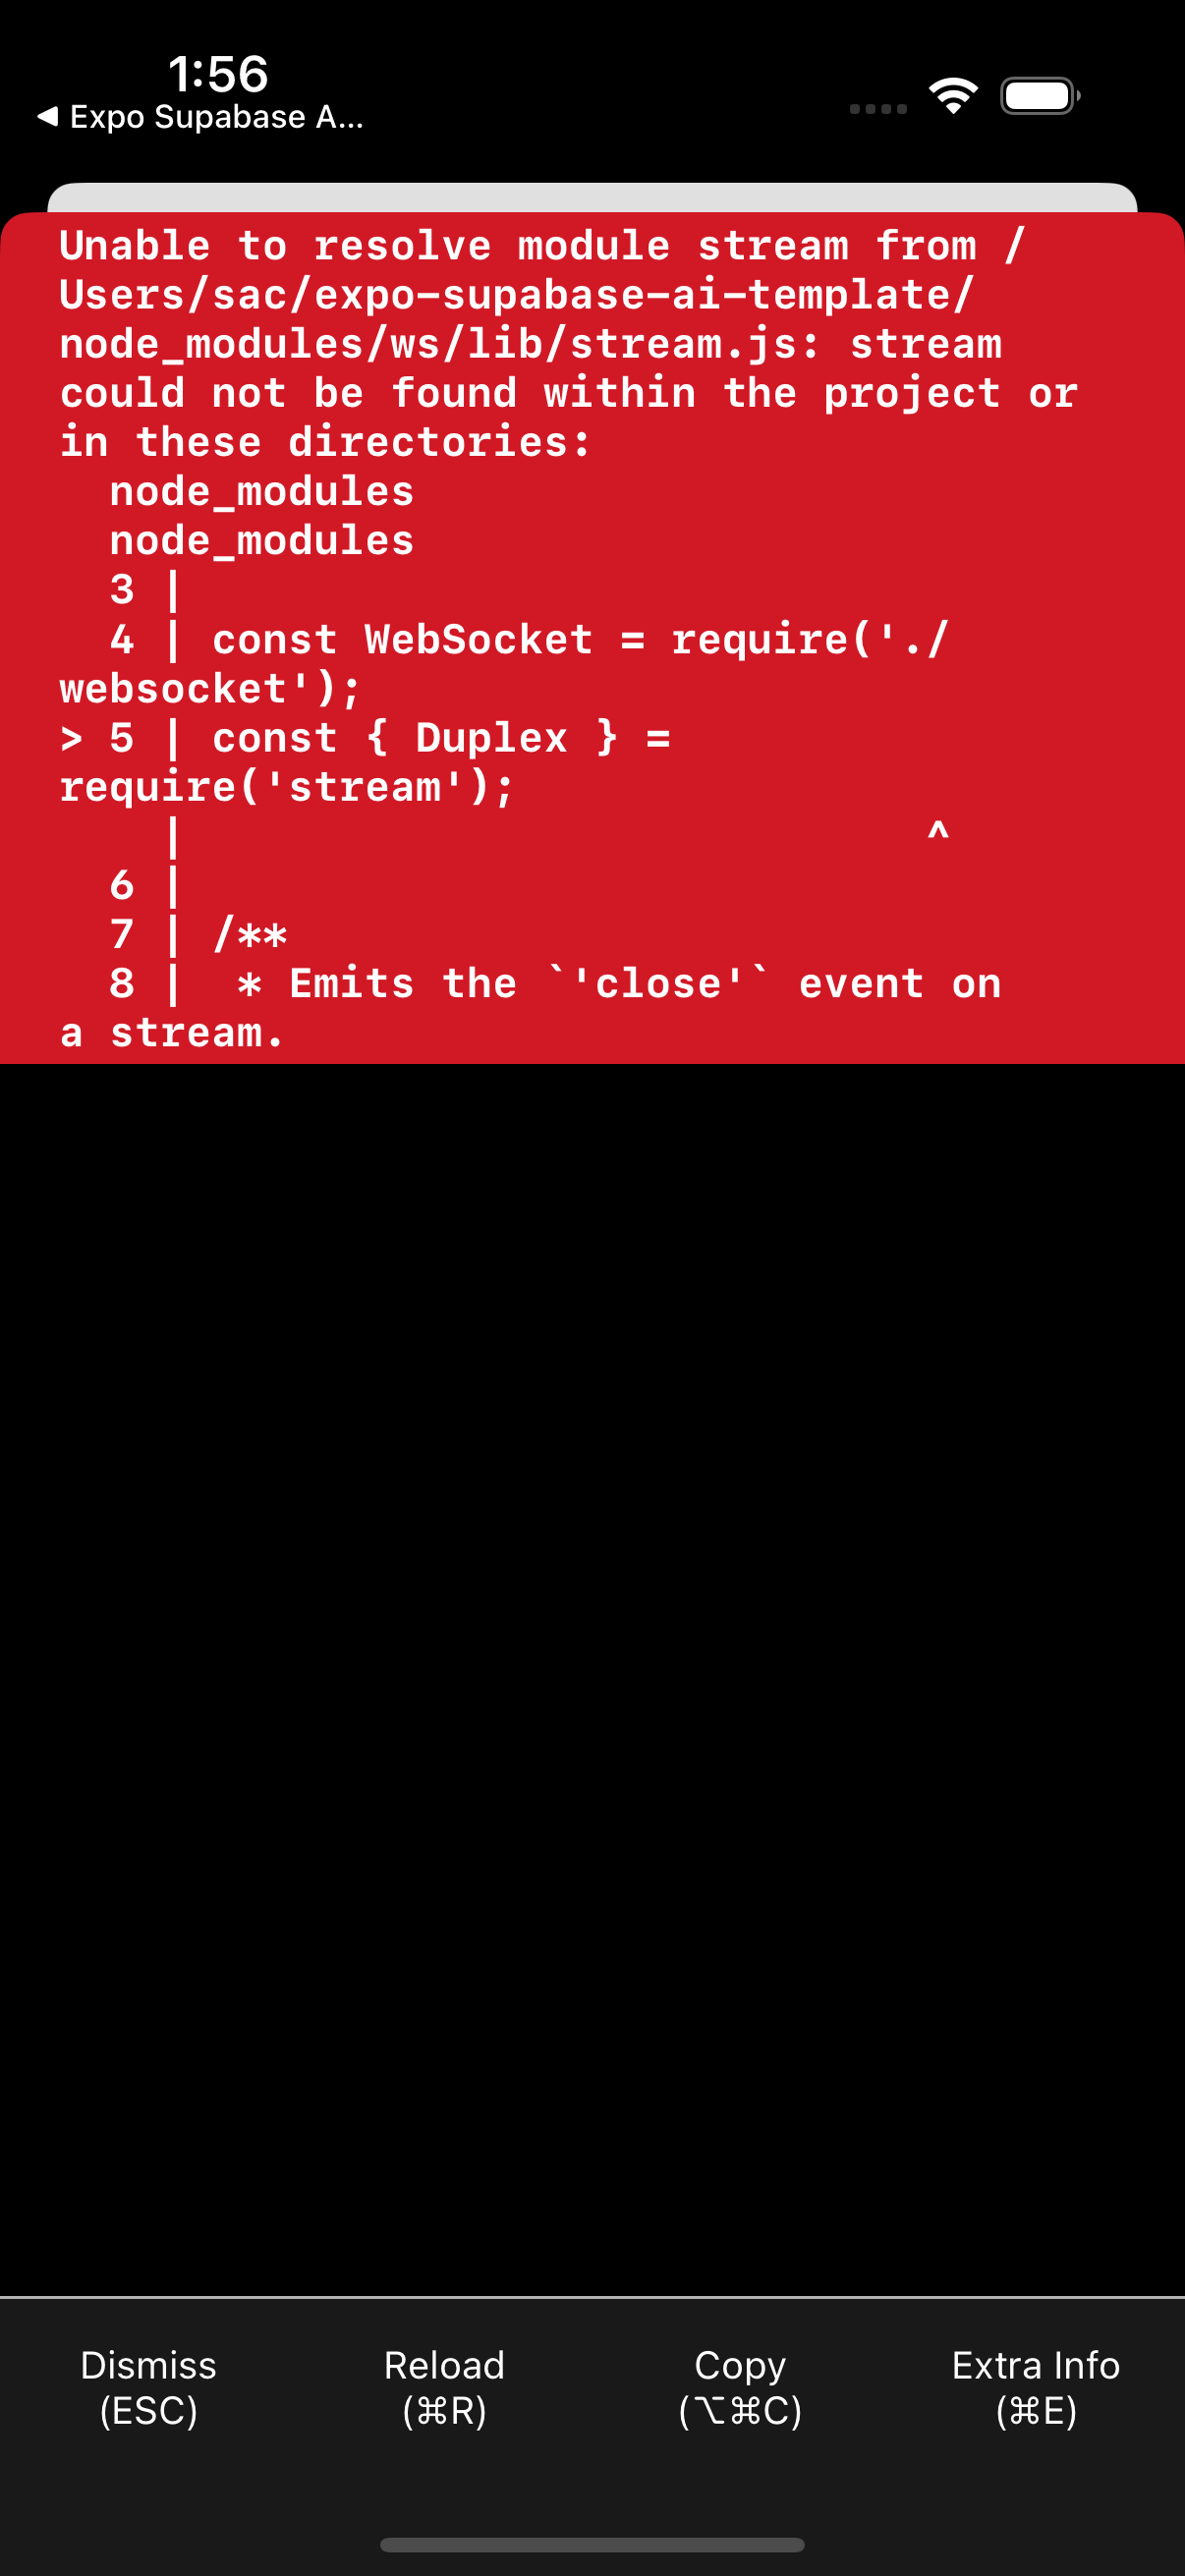 1:56
◀ Expo Supabase A...
Unable to resolve module stream from /
Users/sac/expo-supabase-ai-template/
node_modules/ws/lib/stream.js: stream
could not be found within the project or
in these directories:
  node_modules
  node_modules
  3 |
  4 | const WebSocket = require('./
websocket');
> 5 | const { Duplex } =
require('stream');
    |                              ^
  6 |
  7 | /**
  8 |  * Emits the `'close'` event on
a stream.
Dismiss (ESC)
Reload (⌘R)
Copy (⌥⌘C)
Extra Info (⌘E)